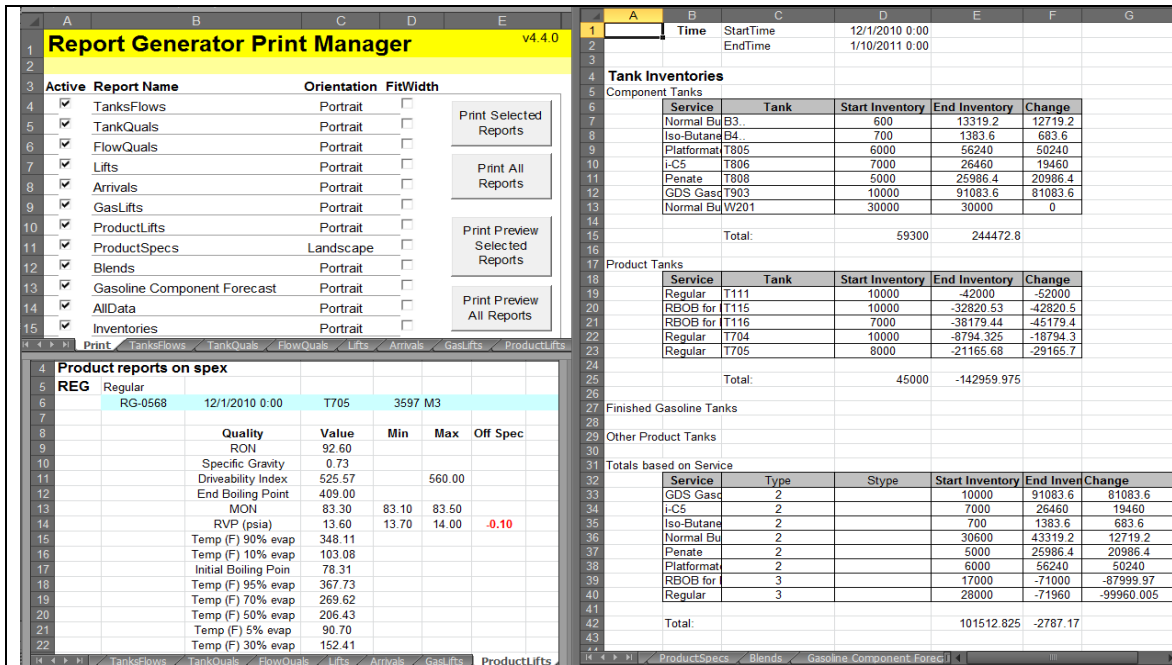 A B C D E
1 Report Generator Print Manager v4.4.0
2
3 Active Report Name Orientation FitWidth
4 TanksFlows Portrait
5 TankQuals Portrait
6 FlowQuals Portrait
7 Lifts Portrait
8 Arrivals Portrait
9 GasLifts Portrait
10 ProductLifts Portrait
11 ProductSpecs Landscape
12 Blends Portrait
13 Gasoline Component Forecast Portrait
14 AllData Portrait
15 Inventories Portrait
Print Selected
Reports
Print All
Reports
Print Preview
Selected
Reports
Print Preview
All Reports
Print TanksFlows TankQuals FlowQuals Lifts Arrivals GasLifts ProductLifts
4 Product reports on spex
5 REG Regular
6 RG-0568 12/1/2010 0:00 T705 3597 M3
7
8 Quality Value Min Max Off Spec
9 RON 92.60
10 Specific Gravity 0.73
11 Driveability Index 525.57 560.00
12 End Boiling Point 409.00
13 MON 83.30 83.10 83.50
14 RVP (psia) 13.60 13.70 14.00 -0.10
15 Temp (F) 90% evap 348.11
16 Temp (F) 10% evap 103.08
17 Initial Boiling Poin 78.31
18 Temp (F) 95% evap 367.73
19 Temp (F) 70% evap 269.62
20 Temp (F) 50% evap 206.43
21 Temp (F) 5% evap 90.70
22 Temp (F) 30% evap 152.41
TanksFlows TankQuals FlowQuals Lifts Arrivals GasLifts ProductLifts
A B C D E F G
1 Time StartTime 12/1/2010 0:00
2 EndTime 1/10/2011 0:00
3
4 Tank Inventories
5 Component Tanks
6 Service Tank Start Inventory End Inventory Change
7 Normal Bu B3.. 600 13319.2 12719.2
8 Iso-Butane B4.. 700 1383.6 683.6
9 Platformat T805 6000 56240 50240
10 i-C5 T806 7000 26460 19460
11 Penate T808 5000 25986.4 20986.4
12 GDS Gaso T903 10000 91083.6 81083.6
13 Normal Bu W201 30000 30000 0
14
15 Total: 59300 244472.8
16
17 Product Tanks
18 Service Tank Start Inventory End Inventory Change
19 Regular T111 10000 -42000 -52000
20 RBOB for T115 10000 -32820.53 -42820.5
21 RBOB for T116 7000 -38179.44 -45179.4
22 Regular T704 10000 -8794.325 -18794.3
23 Regular T705 8000 -21165.68 -29165.7
24
25 Total: 45000 -142959.975
26
27 Finished Gasoline Tanks
28
29 Other Product Tanks
30
31 Totals based on Service
32 Service Type Stype Start Inventory End Inven Change
33 GDS Gaso 2 10000 91083.6 81083.6
34 i-C5 2 7000 26460 19460
35 Iso-Butane 2 700 1383.6 683.6
36 Normal Bu 2 30600 43319.2 12719.2
37 Penate 2 5000 25986.4 20986.4
38 Platformat 2 6000 56240 50240
39 RBOB for 3 17000 -71000 -87999.97
40 Regular 3 28000 -71960 -99960.005
41
42 Total: 101512.825 -2787.17
43
ProductSpecs Blends Gasoline Component Forec